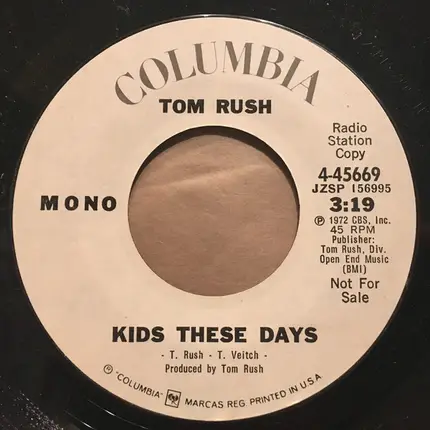 COLUMBIA
TOM RUSH
Radio
Station
Copy
4-45669
JZSP 156995
3:19
MONO
℗ 1972 CBS, Inc.
45 RPM
Publisher:
Tom Rush, Div.
Open End Music
(BMI)
Not For
Sale
KIDS THESE DAYS
- T. Rush - T. Veitch -
Produced by Tom Rush
® "COLUMBIA" MARCAS REG. PRINTED IN U.S.A.